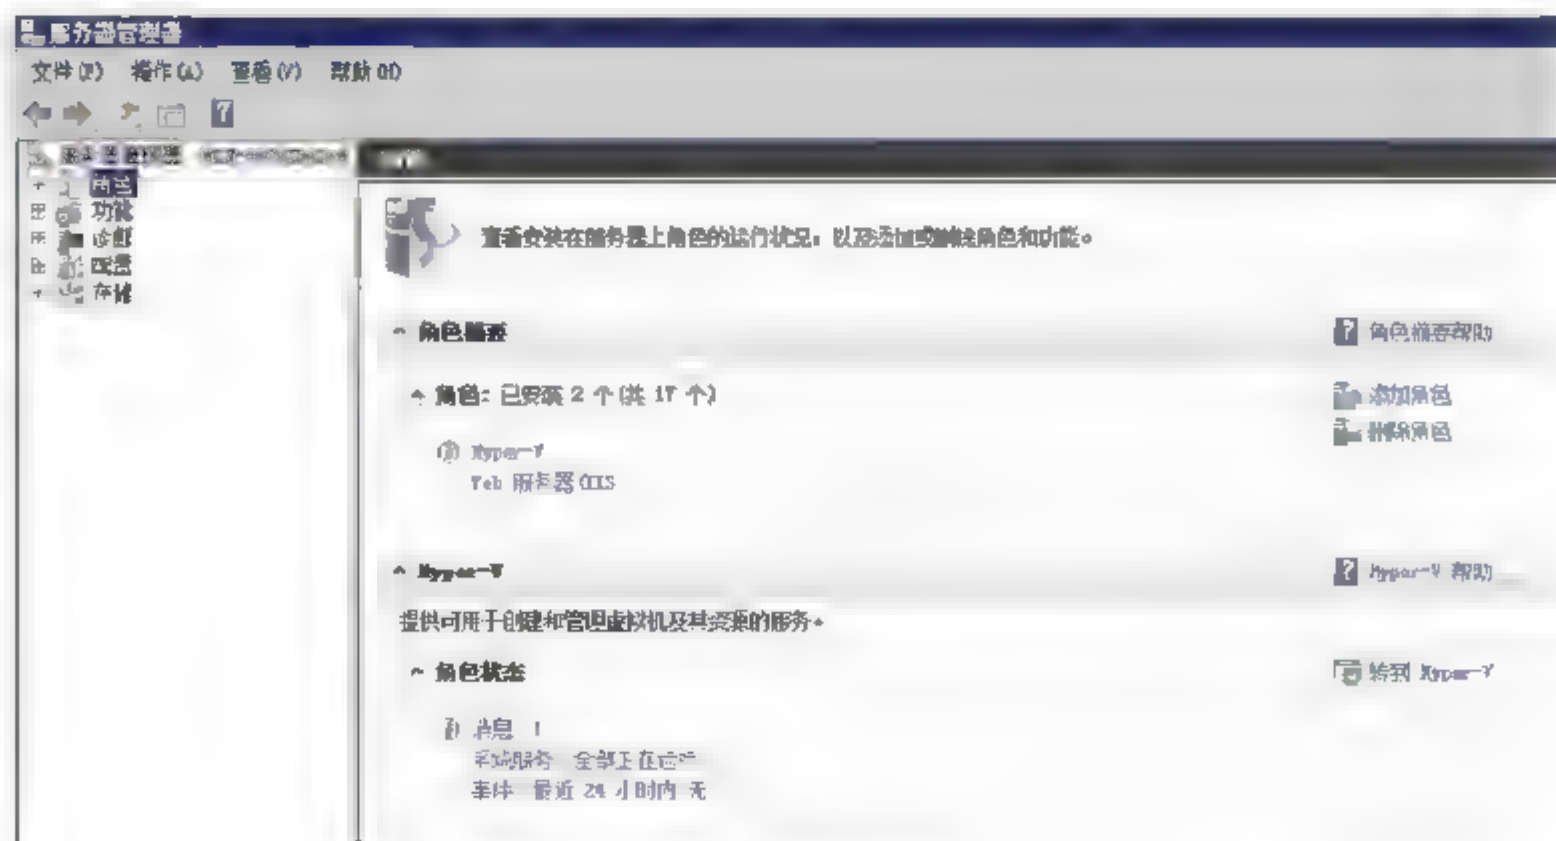 服务器管理器
文件(F) 操作(A) 查看(V) 帮助(H)
服务器管理器
角色
功能
诊断
配置
存储
查看安装在服务器上角色的运行状况，以及添加或删除角色和功能。
角色摘要 角色摘要帮助
角色：已安装 2 个(共 17 个) 添加角色
删除角色
Hyper-V
Web 服务器(IIS
Hyper-V Hyper-V 帮助
提供可用于创建和管理虚拟机及其资源的服务。
角色状态 转到 Hyper-V
消息 1
系统服务 全部正在运行
事件 最近 24 小时内 无